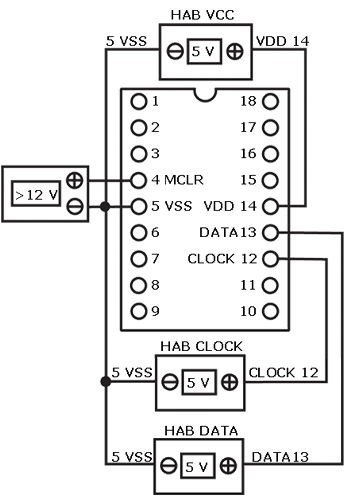 HAB VCC
5 VSS
5 V
VDD 14
1
18
2
17
3
16
>12 V
4 MCLR
15
5 VSS
VDD 14
6
DATA13
7
CLOCK 12
8
11
9
10
HAB CLOCK
5 VSS
5 V
CLOCK 12
HAB DATA
5 VSS
5 V
DATA13